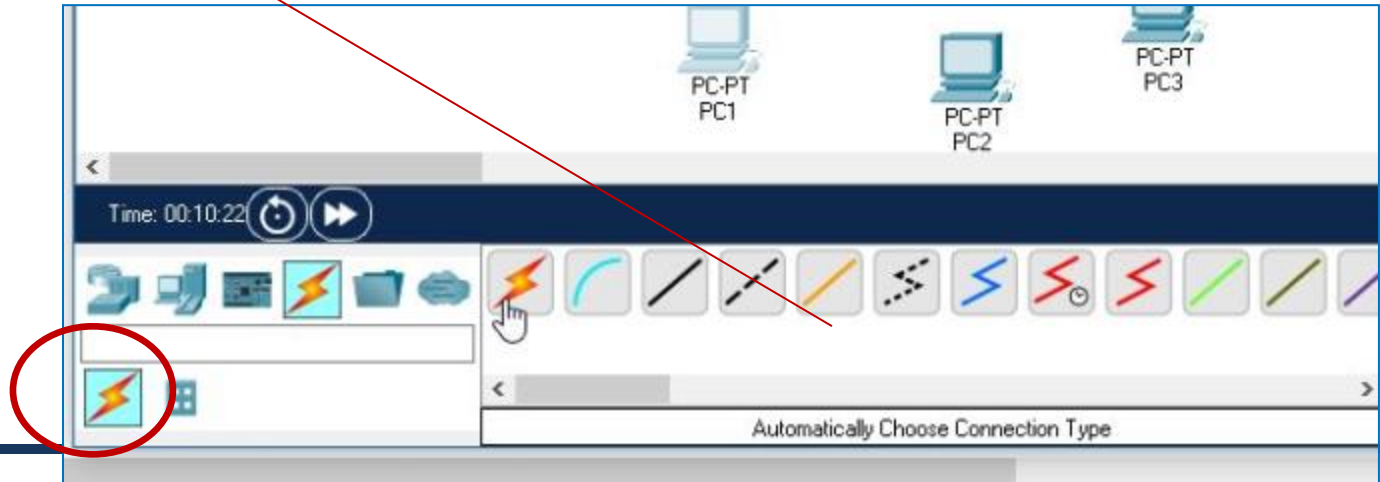 PC-PT
PC1
PC-PT
PC2
PC-PT
PC3
Time: 00:10:22
Automatically Choose Connection Type